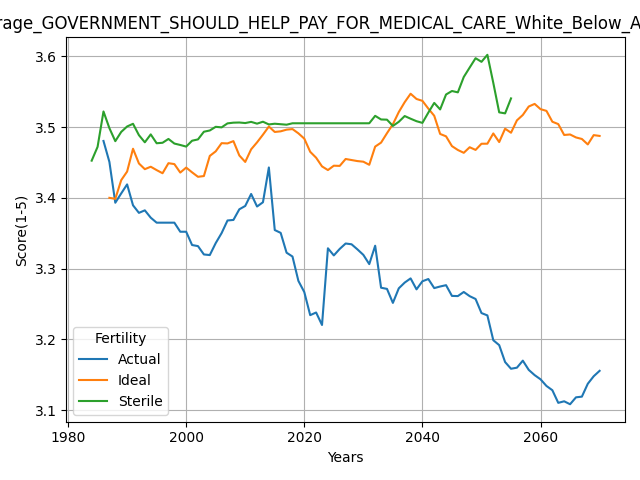 rage_GOVERNMENT_SHOULD_HELP_PAY_FOR_MEDICAL_CARE_White_Below_A
3.6
3.5
3.4
3.3
3.2
3.1
Score(1-5)
Fertility
Actual
Ideal
Sterile
1980
2000
2020
2040
2060
Years